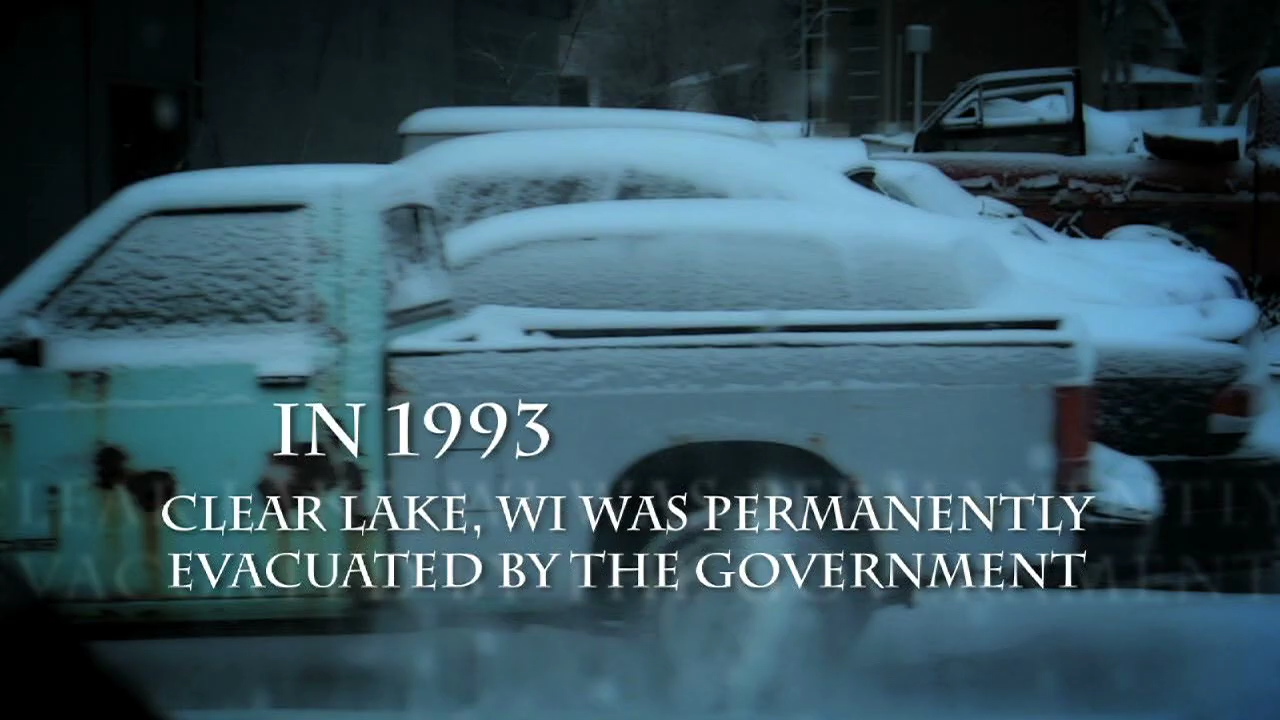 IN 1993
CLEAR LAKE, WI WAS PERMANENTLY
EVACUATED BY THE GOVERNMENT